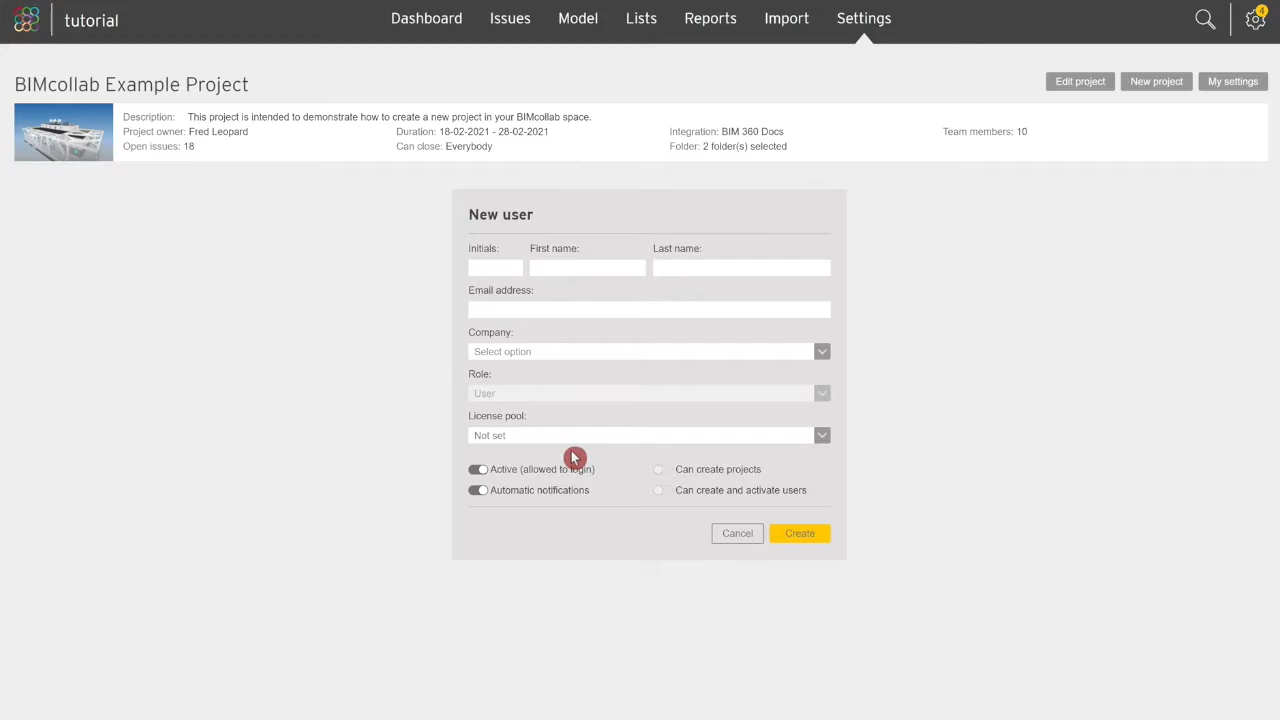 tutorial
Dashboard Issues Model Lists Reports Import Settings
4
BIMcollab Example Project
Edit project New project My settings
Description: This project is intended to demonstrate how to create a new project in your BIMcollab space.
Project owner: Fred Leopard Duration: 18-02-2021 - 28-02-2021 Integration: BIM 360 Docs Team members: 10
Open issues: 18 Can close: Everybody Folder: 2 folder(s) selected
New user
Initials: First name: Last name:
Email address:
Company:
Select option
Role:
User
License pool:
Not set
Active (allowed to login) Can create projects
Automatic notifications Can create and activate users
Cancel Create